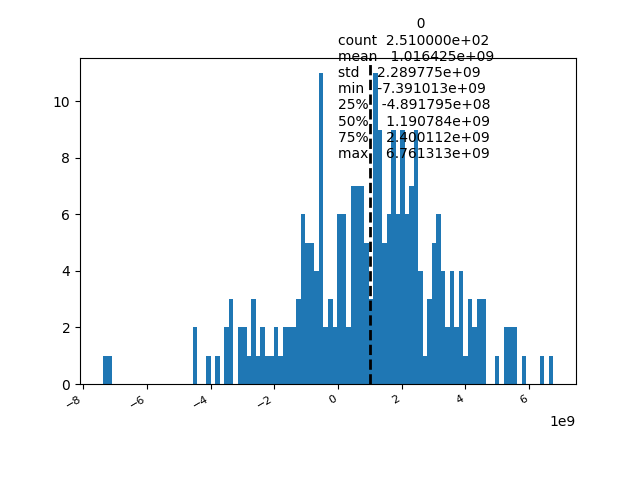 0
count 2.510000e+02
mean 1.016425e+09
std 2.289775e+09
min -7.391013e+09
25% -4.891795e+08
50% 1.190784e+09
75% 2.400112e+09
max 6.761313e+09
10
8
6
4
2
0
−8 −6 −4 −2 0 2 4 6
1e9